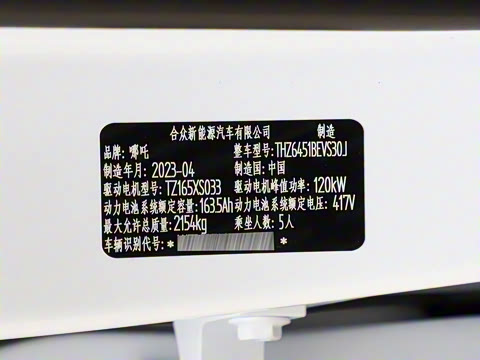 合众新能源汽车有限公司 制造
品牌: 哪吒 整车型号: THZ6451BEVS30J
制造年月: 2023-04 制造国: 中国
驱动电机型号: TZ165XS033 驱动电机峰值功率: 120kW
动力电池系统额定容量: 163.5Ah 动力电池系统额定电压: 417V
最大允许总质量: 2154kg 乘坐人数: 5人
车辆识别代号: * *